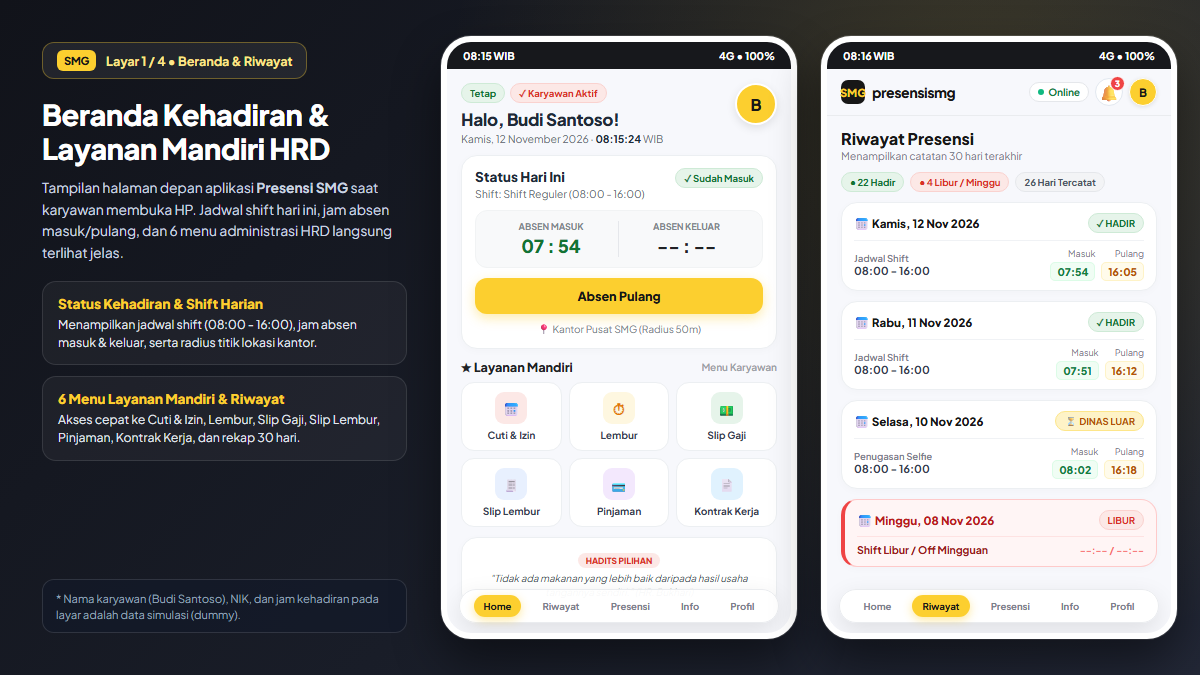 SMG Layar 1 / 4 • Beranda & Riwayat
Beranda Kehadiran &
Layanan Mandiri HRD
Tampilan halaman depan aplikasi Presensi SMG saat
karyawan membuka HP. Jadwal shift hari ini, jam absen
masuk/pulang, dan 6 menu administrasi HRD langsung
terlihat jelas.
Status Kehadiran & Shift Harian
Menampilkan jadwal shift (08:00 - 16:00), jam absen
masuk & keluar, serta radius titik lokasi kantor.
6 Menu Layanan Mandiri & Riwayat
Akses cepat ke Cuti & Izin, Lembur, Slip Gaji, Slip Lembur,
Pinjaman, Kontrak Kerja, dan rekap 30 hari.
* Nama karyawan (Budi Santoso), NIK, dan jam kehadiran pada
layar adalah data simulasi (dummy).
08:15 WIB 4G • 100%
Tetap ✓ Karyawan Aktif
B
Halo, Budi Santoso!
Kamis, 12 November 2026 · 08:15:24 WIB
Status Hari Ini ✓ Sudah Masuk
Shift: Shift Reguler (08:00 - 16:00)
ABSEN MASUK ABSEN KELUAR
07 : 54 -- : --
Absen Pulang
📍 Kantor Pusat SMG (Radius 50m)
★ Layanan Mandiri Menu Karyawan
Cuti & Izin Lembur Slip Gaji
Slip Lembur Pinjaman Kontrak Kerja
HADITS PILIHAN
"Tidak ada makanan yang lebih baik daripada hasil usaha
Home Riwayat Presensi Info Profil
08:16 WIB 4G • 100%
SMG presensismg • Online 3 B
Riwayat Presensi
Menampilkan catatan 30 hari terakhir
• 22 Hadir • 4 Libur / Minggu 26 Hari Tercatat
Kamis, 12 Nov 2026 ✓ HADIR
Jadwal Shift Masuk Pulang
08:00 - 16:00 07:54 16:05
Rabu, 11 Nov 2026 ✓ HADIR
Jadwal Shift Masuk Pulang
08:00 - 16:00 07:51 16:12
Selasa, 10 Nov 2026 ⏳ DINAS LUAR
Penugasan Selfie Masuk Pulang
08:00 - 16:00 08:02 16:18
Minggu, 08 Nov 2026 LIBUR
Shift Libur / Off Mingguan --:-- / --:--
Home Riwayat Presensi Info Profil